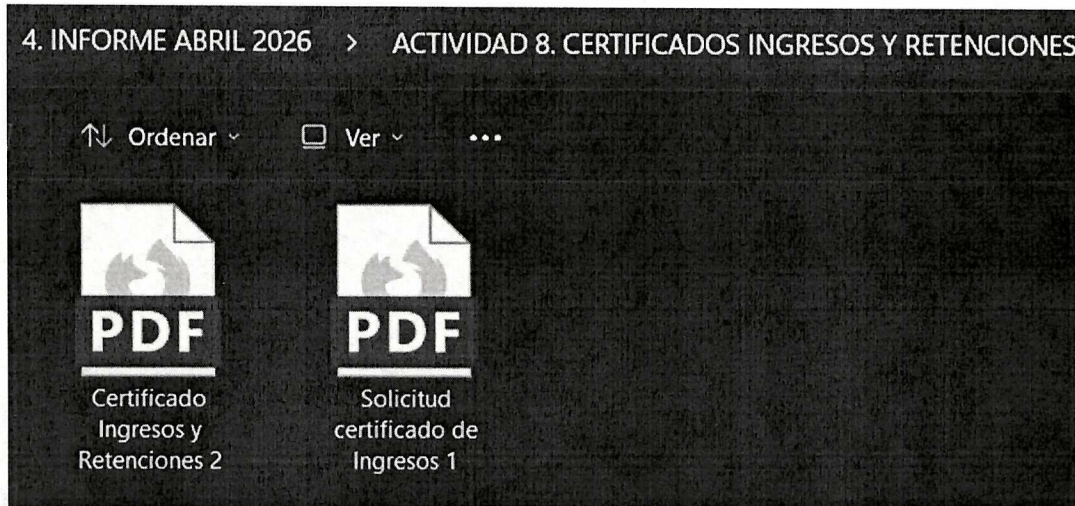 4. INFORME ABRIL 2026 > ACTIVIDAD 8. CERTIFICADOS INGRESOS Y RETENCIONES
Ordenar Ver ...
PDF PDF
Certificado
Ingresos y
Retenciones 2
Solicitud
certificado de
Ingresos 1